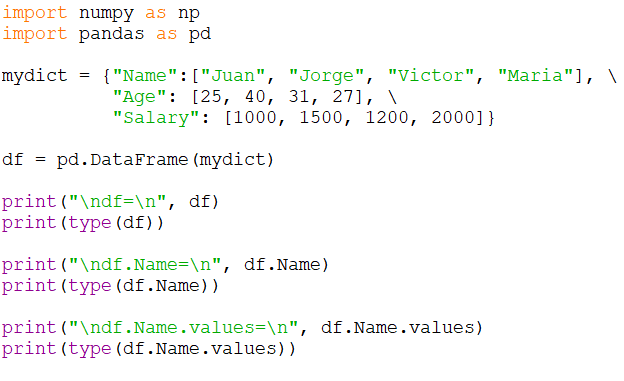 import numpy as np
import pandas as pd
mydict = {"Name":["Juan", "Jorge", "Victor", "Maria"], \
"Age": [25, 40, 31, 27], \
"Salary": [1000, 1500, 1200, 2000]}
df = pd.DataFrame(mydict)
print("\ndf=\n", df)
print(type(df))
print("\ndf.Name=\n", df.Name)
print(type(df.Name))
print("\ndf.Name.values=\n", df.Name.values)
print(type(df.Name.values))